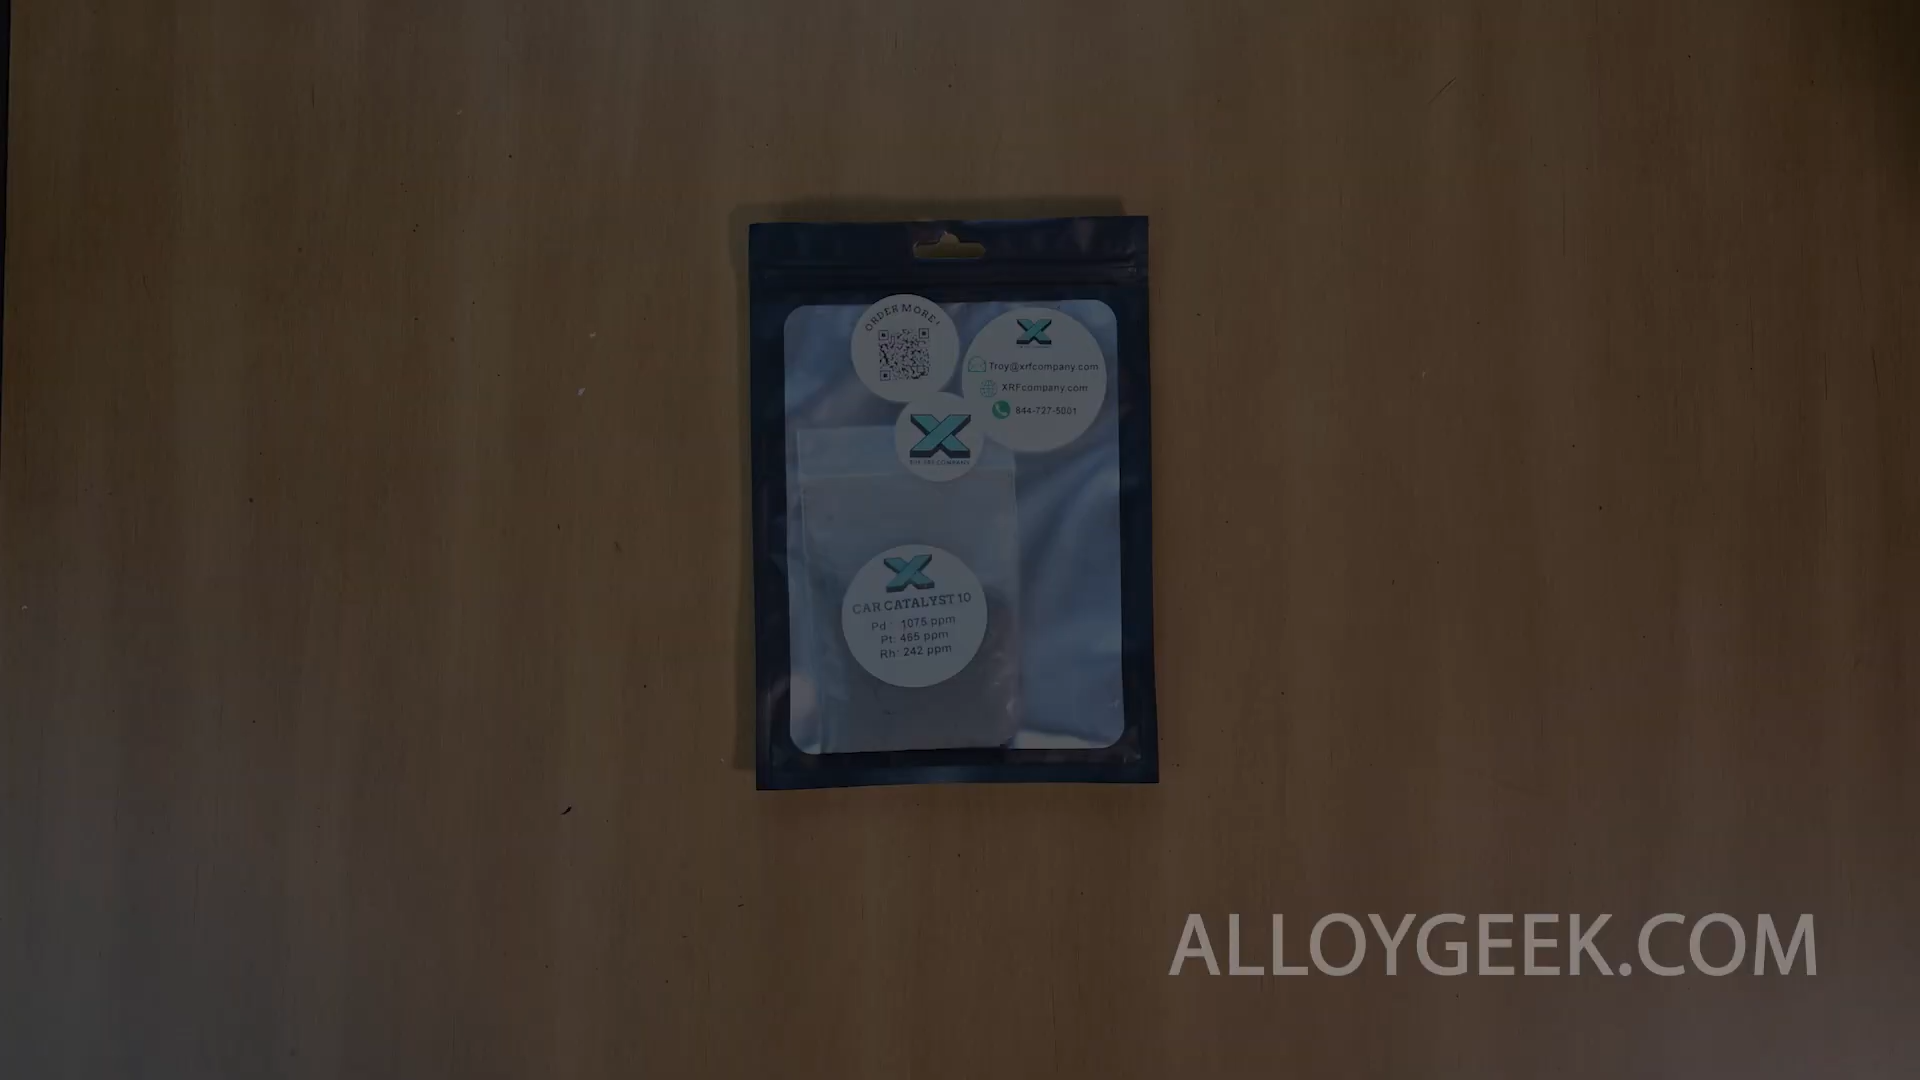 ORDER MORE!
Troy@xrfcompany.com
XRFcompany.com
844-727-5001
CAR CATALYST 10
Pd : 1075 ppm
Pt: 465 ppm
Rh: 242 ppm
ALLOYGEEK.COM